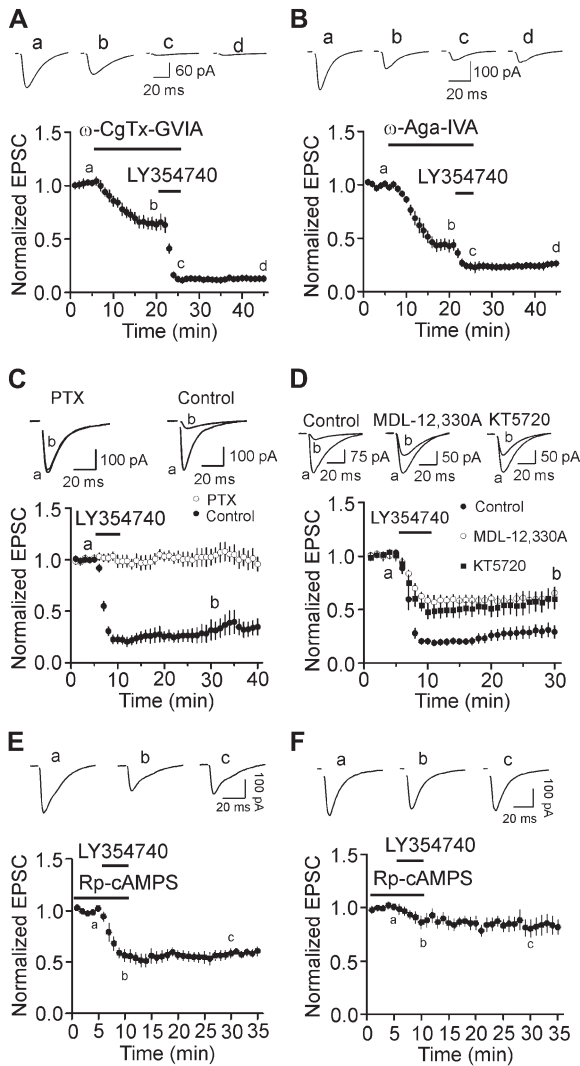 A
a b c d
60 pA
20 ms
ω-CgTx-GVIA
LY354740
a b c d
Normalized EPSC
1.5
1.0
0.5
0.0
0 10 20 30 40
Time (min)
B
a b c d
100 pA
20 ms
ω-Aga-IVA
LY354740
a b c d
Normalized EPSC
1.5
1.0
0.5
0.0
0 10 20 30 40
Time (min)
C
PTX Control
b b
a a
100 pA 100 pA
20 ms 20 ms
PTX
Control
LY354740
a b
Normalized EPSC
1.5
1.0
0.5
0.0
0 10 20 30 40
Time (min)
D
Control MDL-12,330A KT5720
b b b
a a a
75 pA 50 pA 50 pA
20 ms 20 ms 20 ms
Control
MDL-12,330A
KT5720
LY354740
a b
Normalized EPSC
1.5
1.0
0.5
0.0
0 10 20 30
Time (min)
E
a b c
100 pA
20 ms
LY354740
Rp-cAMPS
a b c
Normalized EPSC
1.5
1.0
0.5
0.0
0 5 10 15 20 25 30 35
Time (min)
F
a b c
100 pA
20 ms
LY354740
Rp-cAMPS
a b c
Normalized EPSC
1.5
1.0
0.5
0.0
0 5 10 15 20 25 30 35
Time (min)